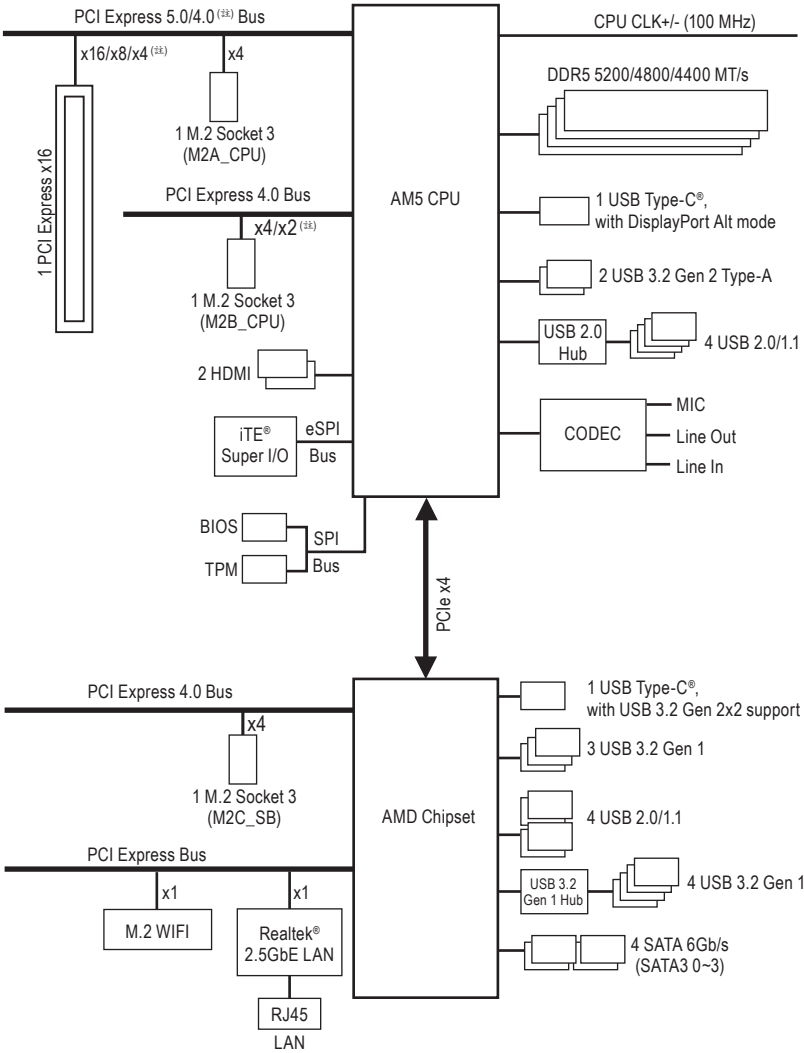 PCI Express 5.0/4.0 (註) Bus
CPU CLK+/- (100 MHz)
x16/x8/x4 (註)
x4
DDR5 5200/4800/4400 MT/s
1 PCI Express x16
1 M.2 Socket 3
(M2A_CPU)
AM5 CPU
PCI Express 4.0 Bus
x4/x2 (註)
1 M.2 Socket 3
(M2B_CPU)
1 USB Type-C®,
with DisplayPort Alt mode
2 USB 3.2 Gen 2 Type-A
USB 2.0
Hub
4 USB 2.0/1.1
2 HDMI
iTE®
Super I/O
eSPI
Bus
CODEC
MIC
Line Out
Line In
BIOS
TPM
SPI
Bus
PCIe x4
PCI Express 4.0 Bus
x4
1 M.2 Socket 3
(M2C_SB)
AMD Chipset
1 USB Type-C®,
with USB 3.2 Gen 2x2 support
3 USB 3.2 Gen 1
4 USB 2.0/1.1
PCI Express Bus
x1
x1
M.2 WIFI
Realtek®
2.5GbE LAN
RJ45
LAN
USB 3.2
Gen 1 Hub
4 USB 3.2 Gen 1
4 SATA 6Gb/s
(SATA3 0~3)